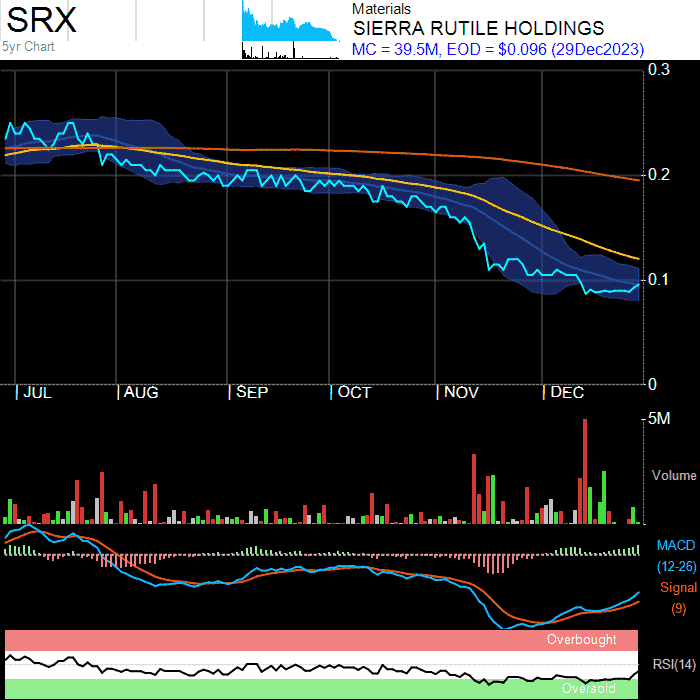 SRX
5yr Chart
Materials
SIERRA RUTILE HOLDINGS
MC = 39.5M, EOD = $0.096 (29Dec2023)
0.3
0.2
0.1
0
JUL AUG SEP OCT NOV DEC
5M
Volume
MACD
(12-26)
Signal
(9)
Overbought
RSI(14)
Oversold